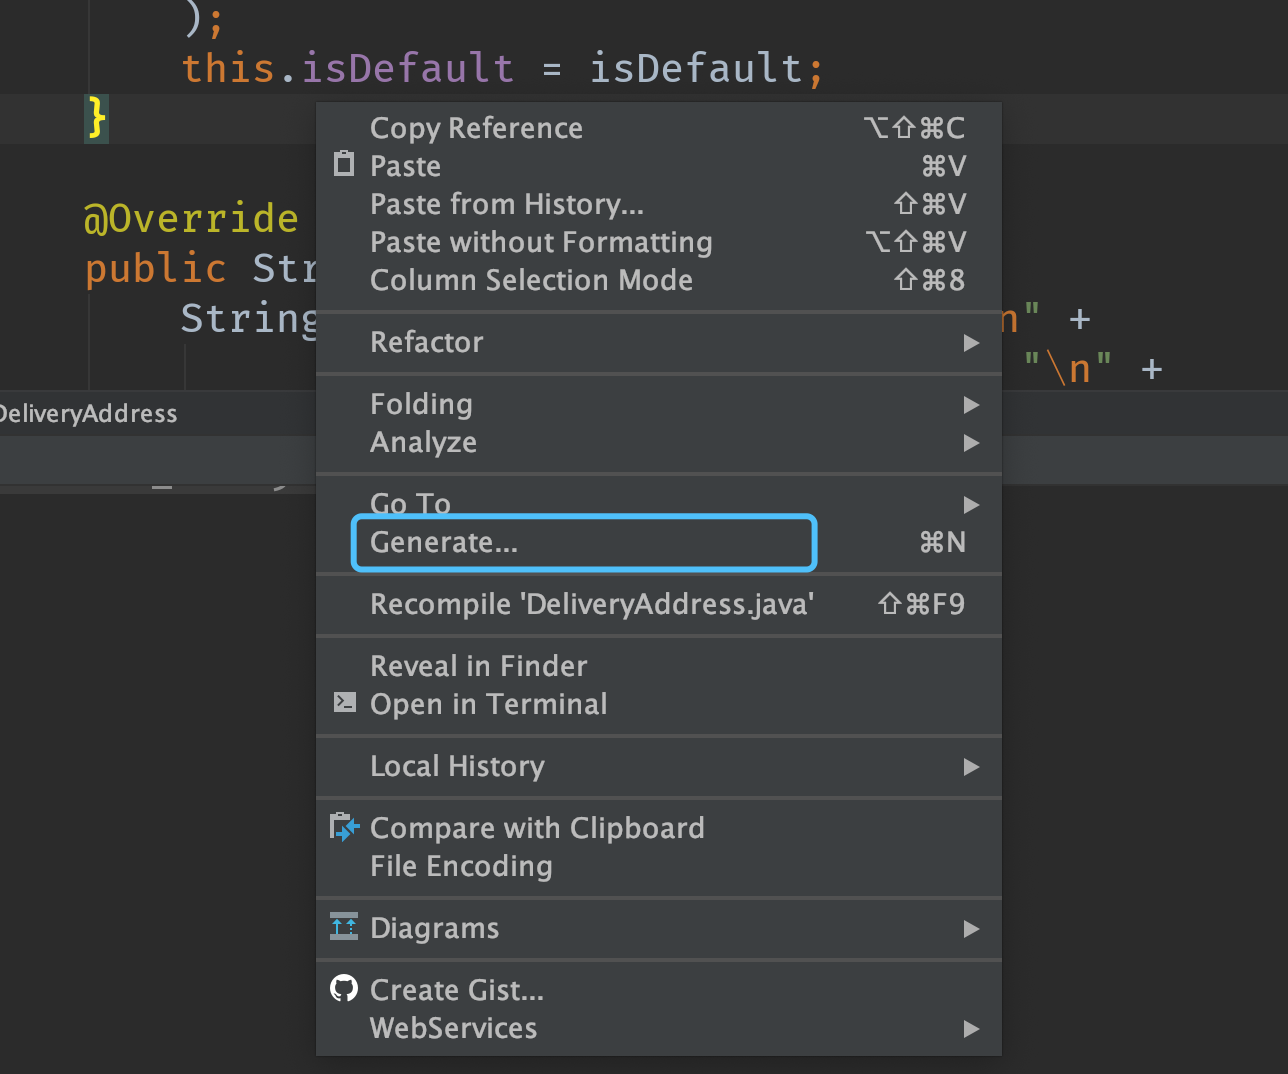 );
this.isDefault = isDefault;
}
Copy Reference ⌥⇧⌘C
Paste ⌘V
Paste from History... ⇧⌘V
@Override
Paste without Formatting ⌥⇧⌘V
public Str
Column Selection Mode ⇧⌘8
String n" +
Refactor ▶
"\n" +
Folding ▶
DeliveryAddress
Analyze ▶
Go To ▶
Generate... ⌘N
Recompile 'DeliveryAddress.java' ⇧⌘F9
Reveal in Finder
Open in Terminal
Local History ▶
Compare with Clipboard
File Encoding
Diagrams ▶
Create Gist...
WebServices ▶